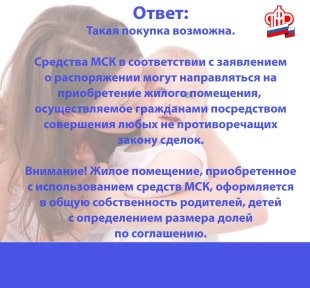 Ответ:
Такая покупка возможна.
Средства МСК в соответствии с заявлением
о распоряжении могут направляться на
приобретение жилого помещения,
осуществляемое гражданами посредством
совершения любых не противоречащих
закону сделок.
Внимание! Жилое помещение, приобретенное
с использованием средств МСК, оформляется
в общую собственность родителей, детей
с определением размера долей
по соглашению.